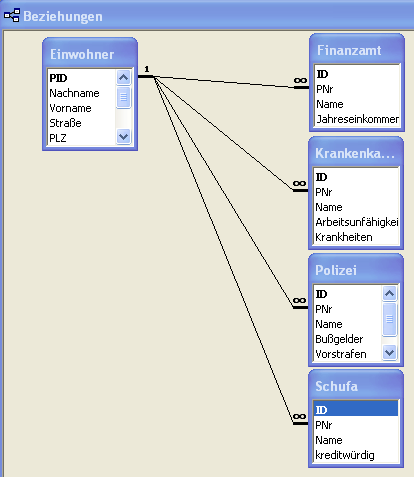 Beziehungen
Einwohner
PID
Nachname
Vorname
Straße
PLZ
1
Finanzamt
∞
ID
PNr
Name
Jahreseinkommer
Krankenka...
∞
ID
PNr
Name
Arbeitsunfähigkei
Krankheiten
Polizei
∞
ID
PNr
Name
Bußgelder
Vorstrafen
Schufa
∞
ID
PNr
Name
kreditwürdig